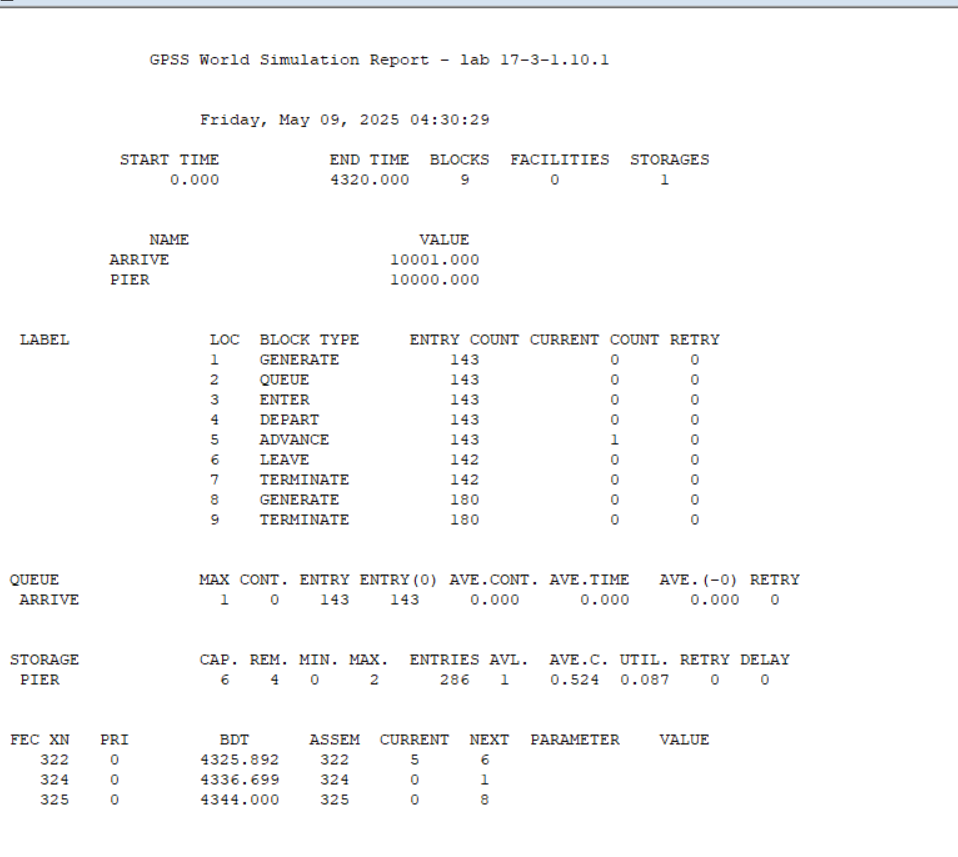 GPSS World Simulation Report - lab 17-3-1.10.1
Friday, May 09, 2025 04:30:29
START TIME END TIME BLOCKS FACILITIES STORAGES
0.000 4320.000 9 0 1
NAME VALUE
ARRIVE 10001.000
PIER 10000.000
LABEL LOC BLOCK TYPE ENTRY COUNT CURRENT COUNT RETRY
1 GENERATE 143 0 0
2 QUEUE 143 0 0
3 ENTER 143 0 0
4 DEPART 143 0 0
5 ADVANCE 143 1 0
6 LEAVE 142 0 0
7 TERMINATE 142 0 0
8 GENERATE 180 0 0
9 TERMINATE 180 0 0
QUEUE MAX CONT. ENTRY ENTRY(0) AVE.CONT. AVE.TIME AVE.(-0) RETRY
ARRIVE 1 0 143 143 0.000 0.000 0.000 0
STORAGE CAP. REM. MIN. MAX. ENTRIES AVL. AVE.C. UTIL. RETRY DELAY
PIER 6 4 0 2 286 1 0.524 0.087 0 0
FEC XN PRI BDT ASSEM CURRENT NEXT PARAMETER VALUE
322 0 4325.892 322 5 6
324 0 4336.699 324 0 1
325 0 4344.000 325 0 8